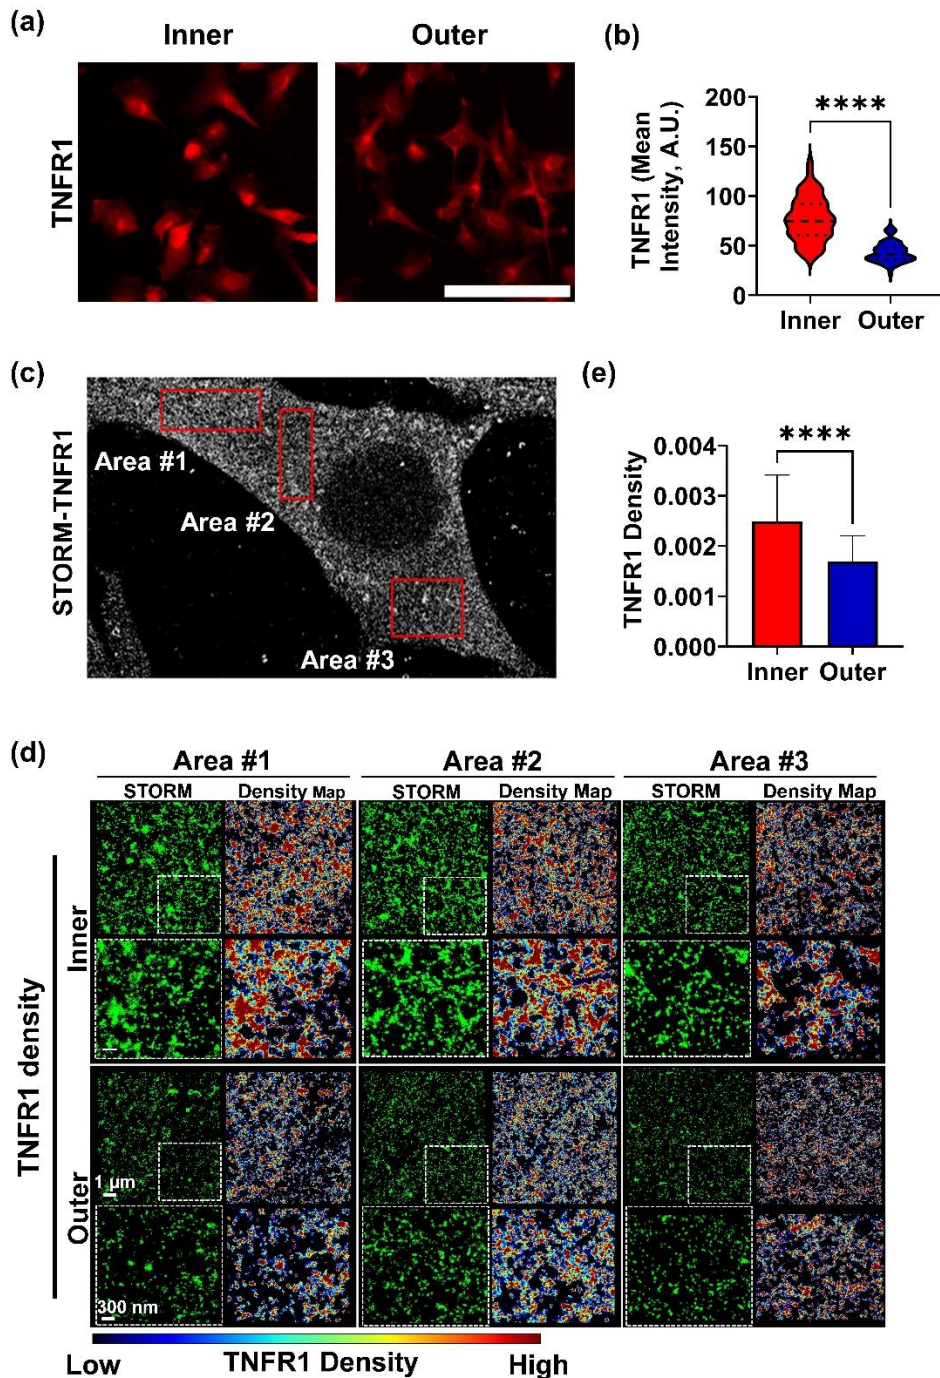 (a)
Inner
Outer
TNFR1
(b)
TNFR1 (Mean
Intensity, A.U.)
200
150
100
50
0
****
Inner
Outer
(c)
STORM-TNFR1
Area #1
Area #2
Area #3
(e)
TNFR1 Density
0.004
0.003
0.002
0.001
0.000
****
Inner
Outer
(d)
Area #1
Area #2
Area #3
STORM
Density Map
STORM
Density Map
STORM
Density Map
TNFR1 density
Inner
Outer
1 μm
300 nm
Low
TNFR1 Density
High